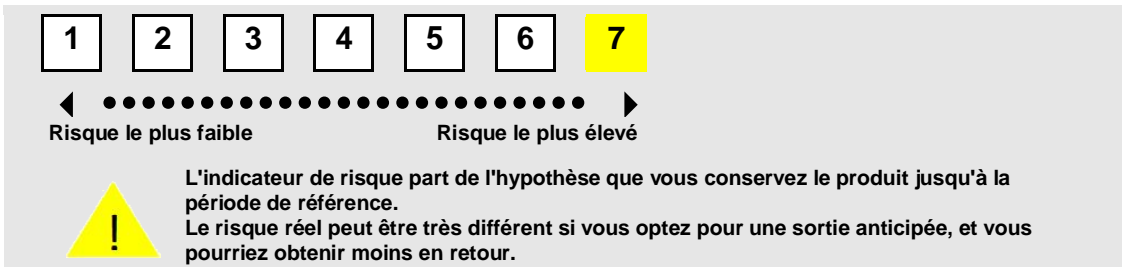 1 2 3 4 5 6 7
Risque le plus faible Risque le plus élevé
L'indicateur de risque part de l'hypothèse que vous conservez le produit jusqu'à la
période de référence.
Le risque réel peut être très différent si vous optez pour une sortie anticipée, et vous
pourriez obtenir moins en retour.
!